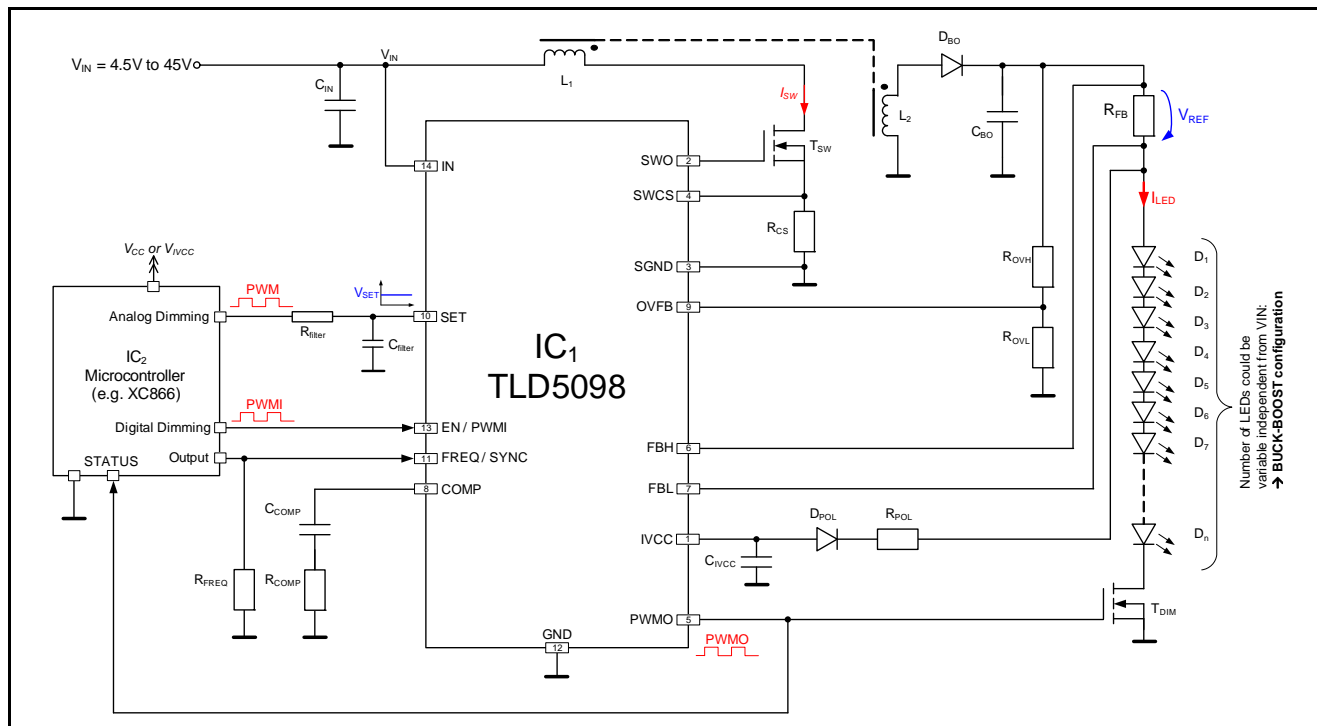 V_IN = 4.5V to 45V
C_IN
V_IN
L_1
I_SW
T_SW
R_CS
L_2
D_BO
C_BO
R_FB
V_REF
I_LED
R_OVH
R_OVL
14 IN
10 SET
13 EN / PWMI
11 FREQ / SYNC
8 COMP
GND
12
IC_1
TLD5098
SWO 2
SWCS 4
SGND 3
OVFB 9
FBH 6
FBL 7
IVCC 1
PWMO 5
PWMO
V_CC or V_IVCC
Analog Dimming
IC_2
Microcontroller
(e.g. XC866)
Digital Dimming
Output
STATUS
PWM
V_SET
R_filter
C_filter
PWMI
C_COMP
R_FREQ
R_COMP
C_IVCC
D_POL
R_POL
D_1
D_2
D_3
D_4
D_5
D_6
D_7
D_n
T_DIM
Number of LEDs could be
variable independent from VIN:
→ BUCK-BOOST configuration